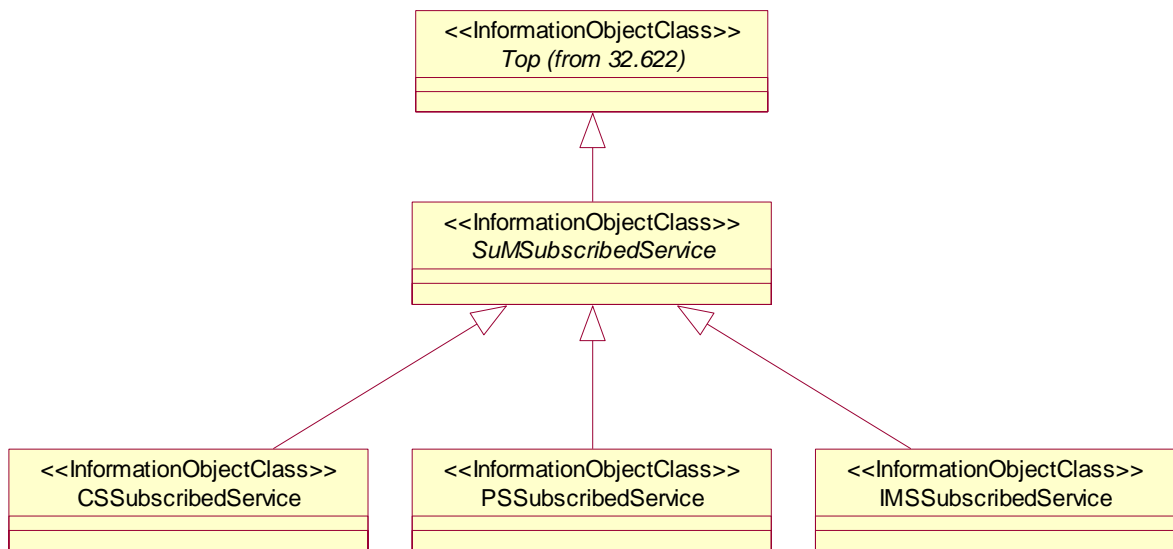 <<InformationObjectClass>>
Top (from 32.622)
<<InformationObjectClass>>
SuMSubscribedService
<<InformationObjectClass>>
CSSubscribedService
<<InformationObjectClass>>
PSSubscribedService
<<InformationObjectClass>>
IMSSubscribedService